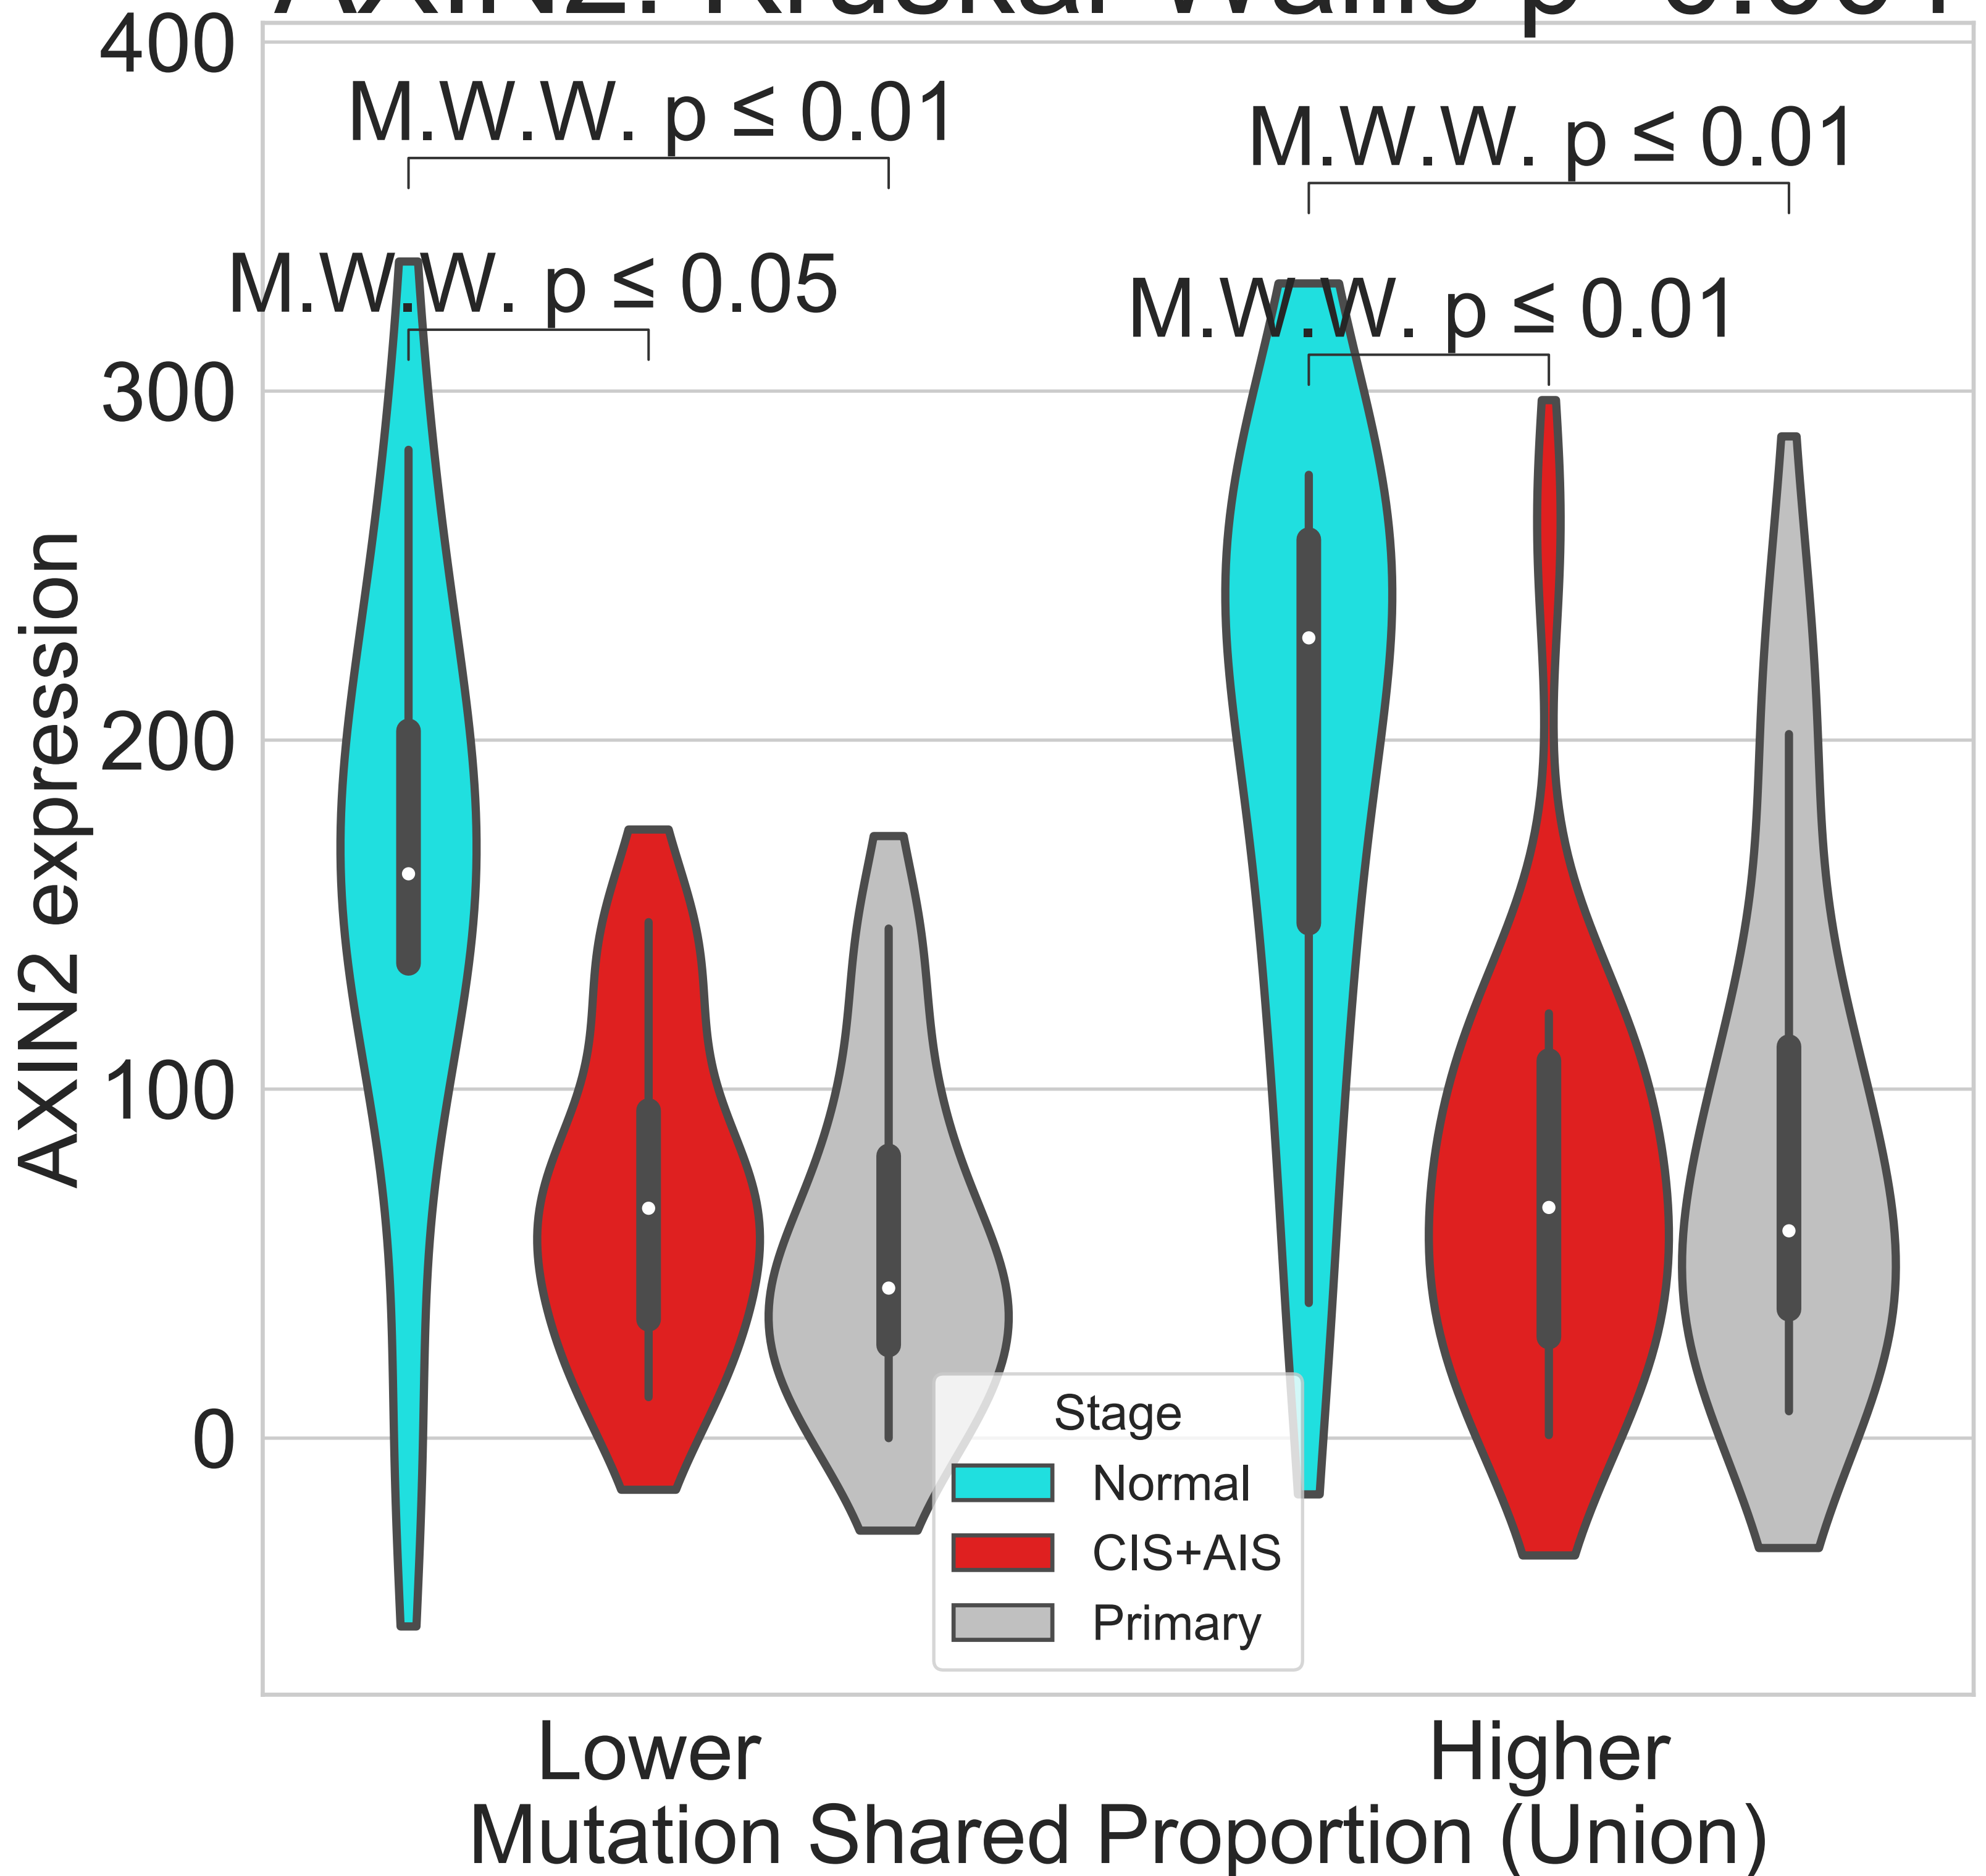 400
M.W.W. p ≤ 0.01
M.W.W. p ≤ 0.01
M.W.W. p ≤ 0.05
M.W.W. p ≤ 0.01
300
200
100
0
AXIN2 expression
Stage
Normal
CIS+AIS
Primary
Lower
Higher
Mutation Shared Proportion (Union)